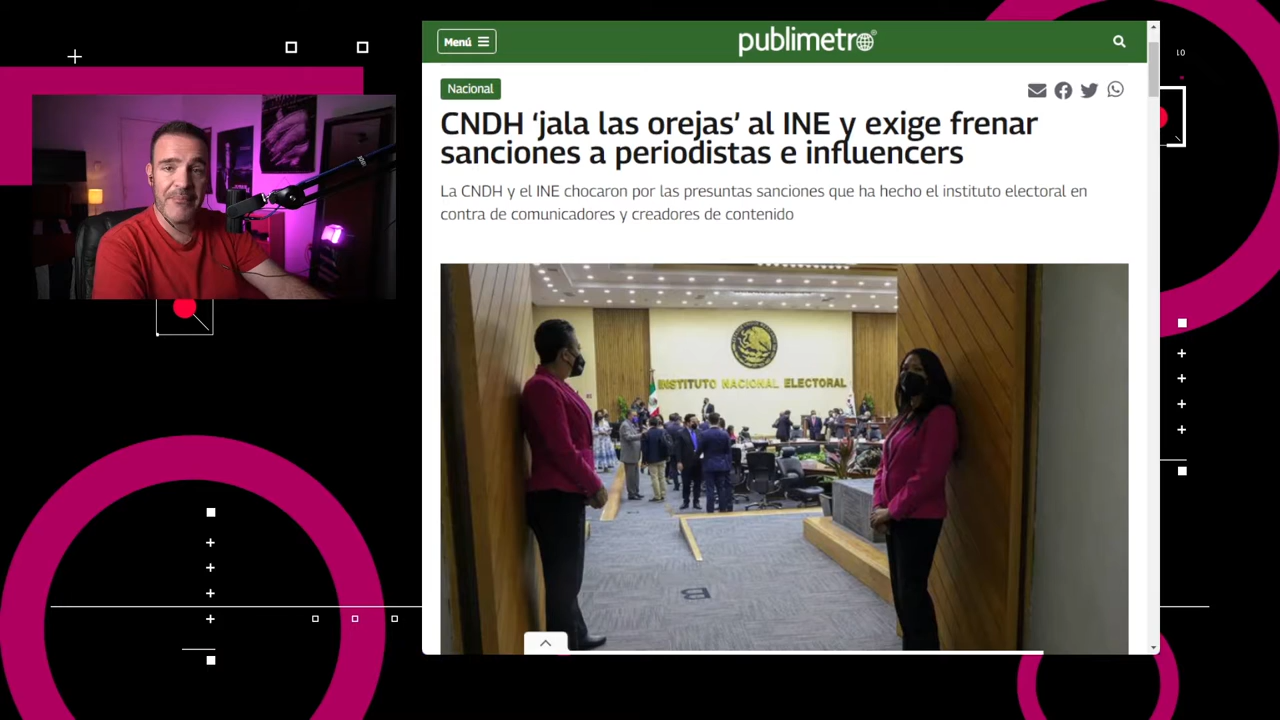 Menú
publimetro
Nacional
CNDH ‘jala las orejas’ al INE y exige frenar
sanciones a periodistas e influencers
La CNDH y el INE chocaron por las presuntas sanciones que ha hecho el instituto electoral en
contra de comunicadores y creadores de contenido
INSTITUTO NACIONAL ELECTORAL